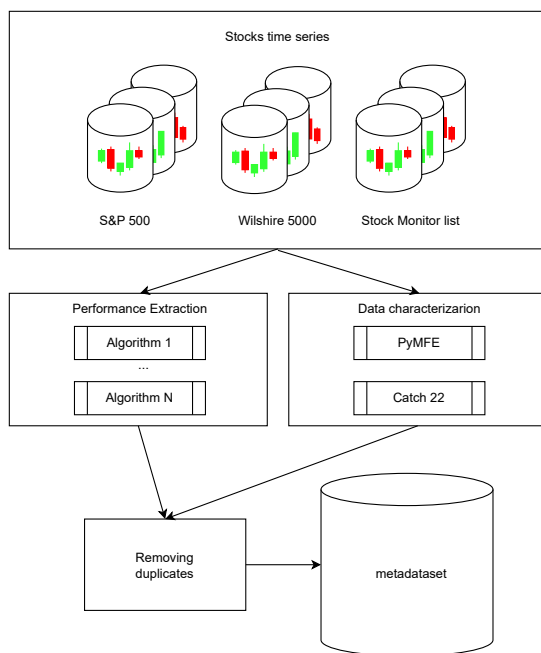 Stocks time series
S&P 500
Wilshire 5000
Stock Monitor list
Performance Extraction
Algorithm 1
...
Algorithm N
Data characterizarion
PyMFE
Catch 22
Removing
duplicates
metadataset